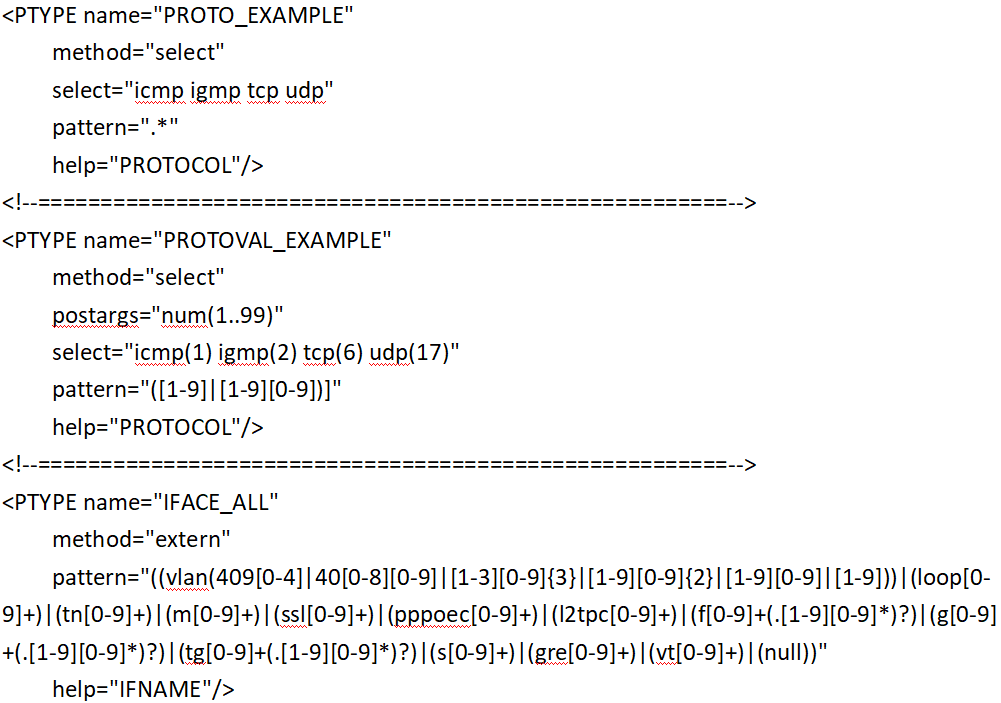 <PTYPE name="PROTO_EXAMPLE"
method="select"
select="icmp igmp tcp udp"
pattern=".*"
help="PROTOCOL"/>
<!--=======================================================-->
<PTYPE name="PROTOVAL_EXAMPLE"
method="select"
postargs="num(1..99)"
select="icmp(1) igmp(2) tcp(6) udp(17)"
pattern="([1-9]|[1-9][0-9])]"
help="PROTOCOL"/>
<!--=======================================================-->
<PTYPE name="IFACE_ALL"
method="extern"
pattern="((vlan(409[0-4]|40[0-8][0-9]|[1-3][0-9]{3}|[1-9][0-9]{2}|[1-9][0-9]|[1-9]))|(loop[0-
9]+)|(tn[0-9]+)|(m[0-9]+)|(ssl[0-9]+)|(pppoec[0-9]+)|(l2tpc[0-9]+)|(f[0-9]+(.[1-9][0-9]*)?)|(g[0-9]
+(.[1-9][0-9]*)?)|(tg[0-9]+(.[1-9][0-9]*)?)|(s[0-9]+)|(gre[0-9]+)|(vt[0-9]+)|(null))"
help="IFNAME"/>